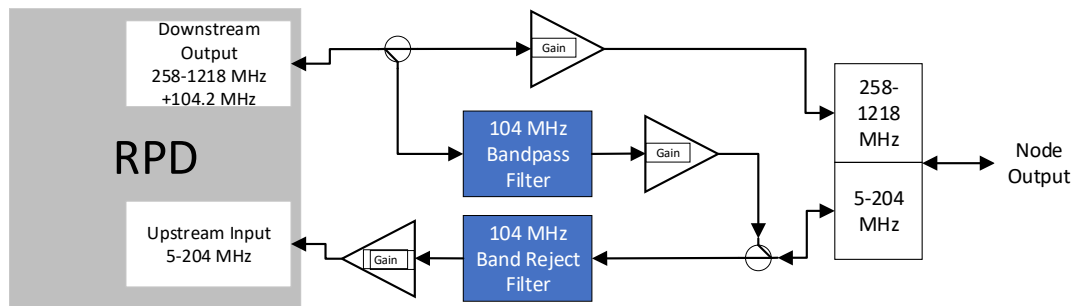 Downstream
Output
258-1218 MHz
+104.2 MHz
RPD
Upstream Input
5-204 MHz
Gain
104 MHz
Bandpass
Filter
Gain
104 MHz
Band Reject
Filter
Gain
258-
1218
MHz
5-204
MHz
Node
Output